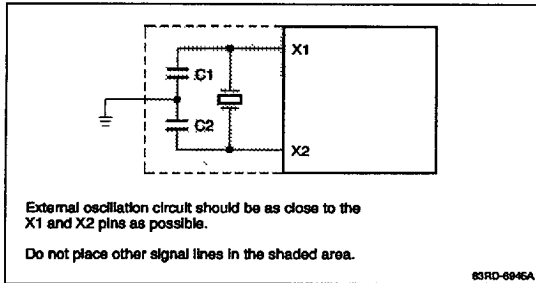 X1
C1
C2
X2
External oscillation circuit should be as close to the
X1 and X2 pins as possible.
Do not place other signal lines in the shaded area.
83RD-6945A